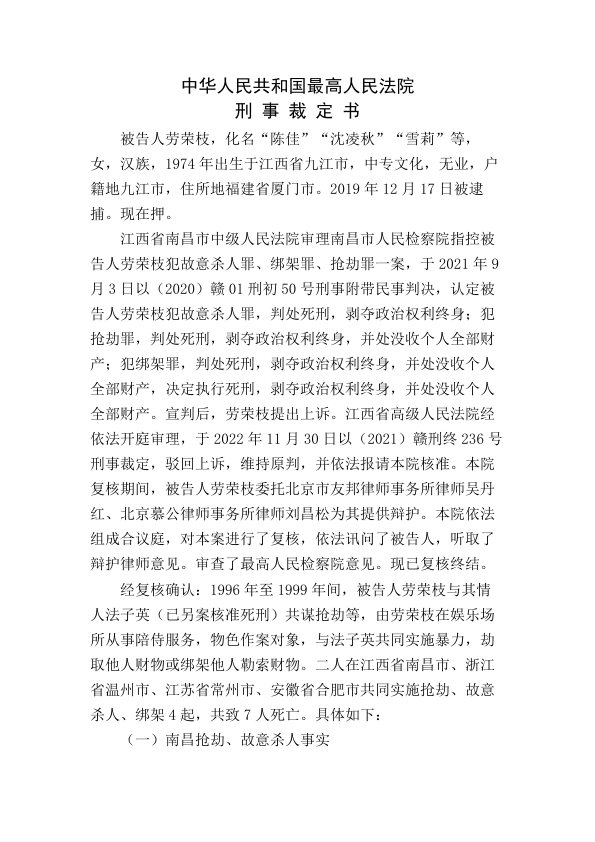 中华人民共和国最高人民法院
刑 事 裁 定 书
被告人劳荣枝，化名“陈佳”“沈凌秋”“雪莉”等，
女，汉族，1974 年出生于江西省九江市，中专文化，无业，户
籍地九江市，住所地福建省厦门市。2019 年 12 月 17 日被逮
捕。现在押。
江西省南昌市中级人民法院审理南昌市人民检察院指控被
告人劳荣枝犯故意杀人罪、绑架罪、抢劫罪一案，于 2021 年 9
月 3 日以（2020）赣 01 刑初 50 号刑事附带民事判决，认定被
告人劳荣枝犯故意杀人罪，判处死刑，剥夺政治权利终身；犯
抢劫罪，判处死刑，剥夺政治权利终身，并处没收个人全部财
产；犯绑架罪，判处死刑，剥夺政治权利终身，并处没收个人
全部财产，决定执行死刑，剥夺政治权利终身，并处没收个人
全部财产。宣判后，劳荣枝提出上诉。江西省高级人民法院经
依法开庭审理，于 2022 年 11 月 30 日以（2021）赣刑终 236 号
刑事裁定，驳回上诉，维持原判，并依法报请本院核准。本院
复核期间，被告人劳荣枝委托北京市友邦律师事务所律师吴丹
红、北京慕公律师事务所律师刘昌松为其提供辩护。本院依法
组成合议庭，对本案进行了复核，依法讯问了被告人，听取了
辩护律师意见。审查了最高人民检察院意见。现已复核终结。
经复核确认：1996 年至 1999 年间，被告人劳荣枝与其情
人法子英（已另案核准死刑）共谋抢劫等，由劳荣枝在娱乐场
所从事陪侍服务，物色作案对象，与法子英共同实施暴力，劫
取他人财物或绑架他人勒索财物。二人在江西省南昌市、浙江
省温州市、江苏省常州市、安徽省合肥市共同实施抢劫、故意
杀人、绑架 4 起，共致 7 人死亡。具体如下：
（一）南昌抢劫、故意杀人事实